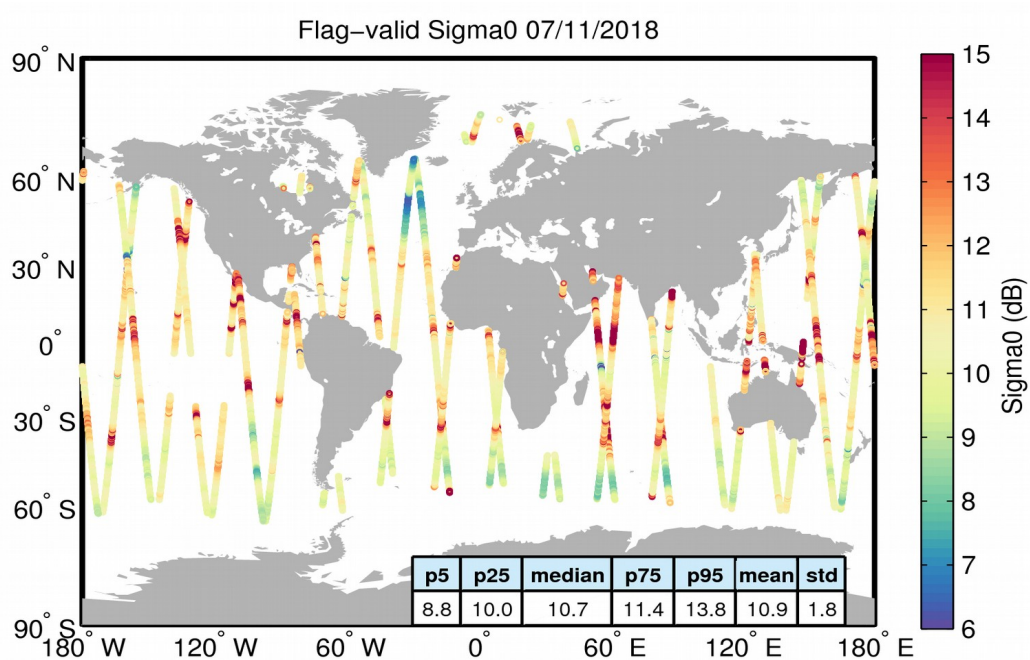 Flag−valid Sigma0 07/11/2018
90° N
60° N
30° N
0°
30° S
60° S
90° S
180° W
120° W
60° W
0°
60° E
120° E
180° E
15
14
13
12
11
10
9
8
7
6
Sigma0 (dB)
p5 p25 median p75 p95 mean std
8.8 10.0 10.7 11.4 13.8 10.9 1.8